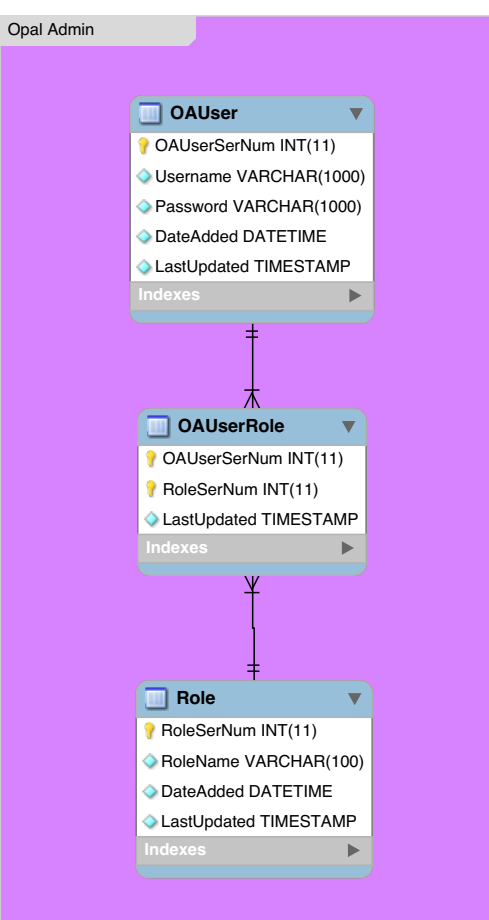 Opal Admin
OAUser
OAUserSerNum INT(11)
Username VARCHAR(1000)
Password VARCHAR(1000)
DateAdded DATETIME
LastUpdated TIMESTAMP
Indexes
OAUserRole
OAUserSerNum INT(11)
RoleSerNum INT(11)
LastUpdated TIMESTAMP
Indexes
Role
RoleSerNum INT(11)
RoleName VARCHAR(100)
DateAdded DATETIME
LastUpdated TIMESTAMP
Indexes